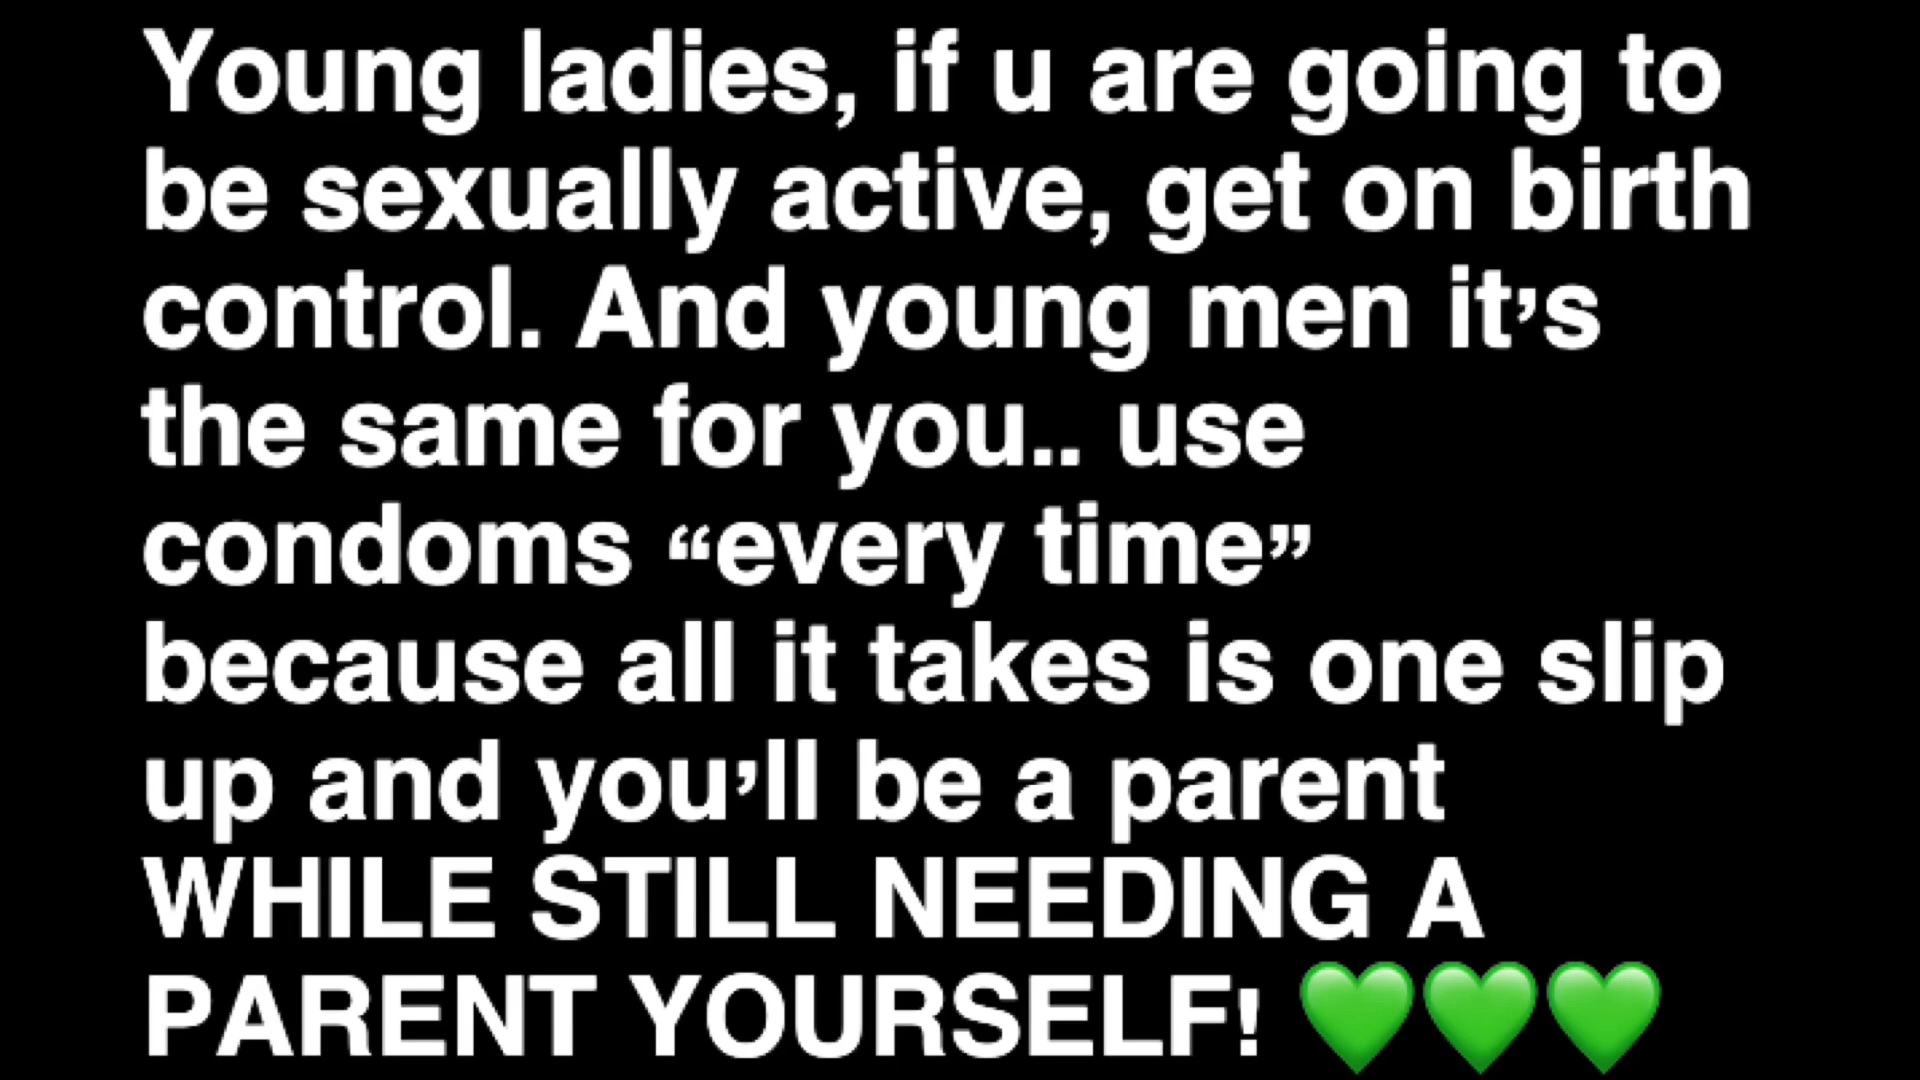 Young ladies, if u are going to
be sexually active, get on birth
control. And young men it’s
the same for you.. use
condoms “every time”
because all it takes is one slip
up and you’ll be a parent
WHILE STILL NEEDING A
PARENT YOURSELF! 💚💚💚